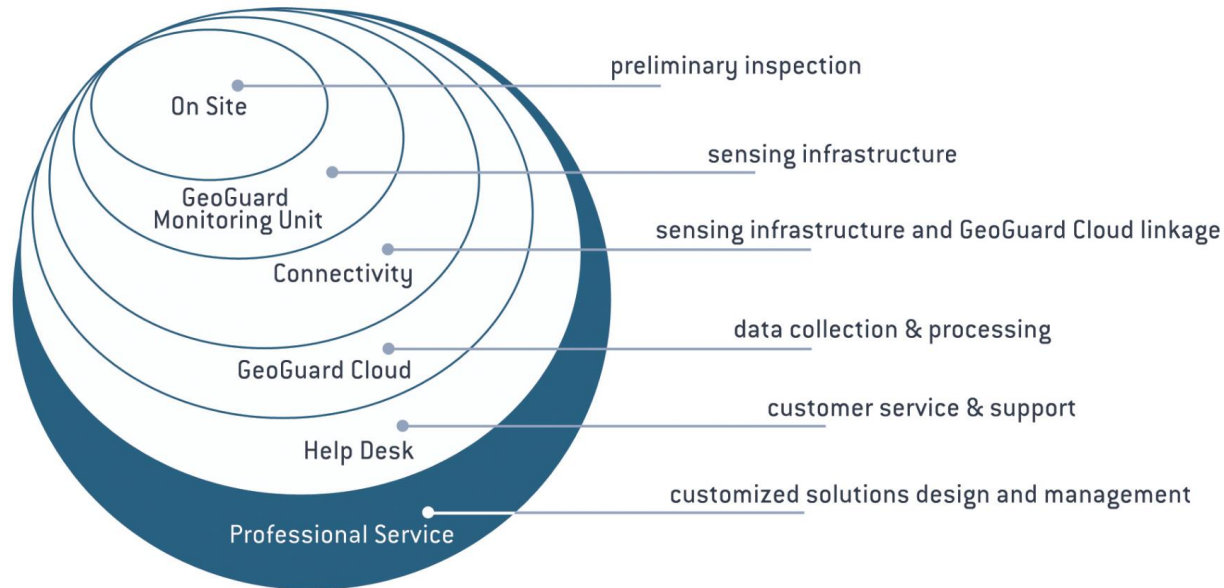 preliminary inspection
On Site
sensing infrastructure
GeoGuard
Monitoring Unit
sensing infrastructure and GeoGuard Cloud linkage
Connectivity
data collection & processing
GeoGuard Cloud
customer service & support
Help Desk
customized solutions design and management
Professional Service